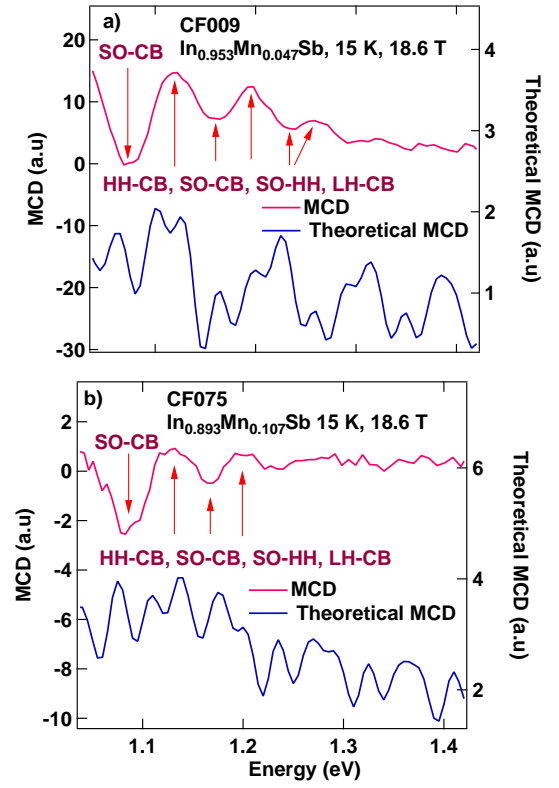 a)
CF009
In0.953Mn0.047Sb, 15 K, 18.6 T
SO-CB
HH-CB, SO-CB, SO-HH, LH-CB
MCD
Theoretical MCD
MCD (a.u)
20
10
0
-10
-20
-30
Theoretical MCD (a.u)
4
3
2
1
b)
CF075
In0.893Mn0.107Sb 15 K, 18.6 T
SO-CB
HH-CB, SO-CB, SO-HH, LH-CB
MCD
Theoretical MCD
MCD (a.u)
2
0
-2
-4
-6
-8
-10
Theoretical MCD (a.u)
6
4
2
1.1 1.2 1.3 1.4
Energy (eV)